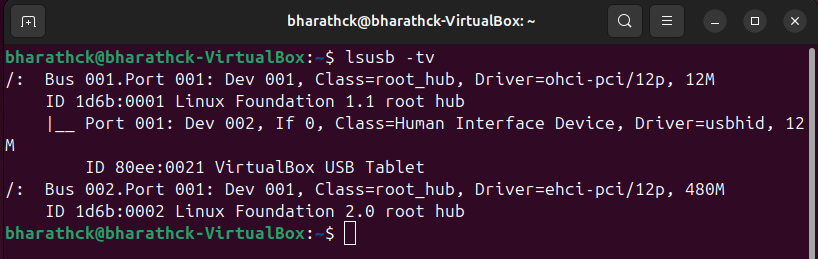 bharathck@bharathck-VirtualBox: ~
bharathck@bharathck-VirtualBox:~$ lsusb -tv
/:  Bus 001.Port 001: Dev 001, Class=root_hub, Driver=ohci-pci/12p, 12M
    ID 1d6b:0001 Linux Foundation 1.1 root hub
    |__ Port 001: Dev 002, If 0, Class=Human Interface Device, Driver=usbhid, 12
M
        ID 80ee:0021 VirtualBox USB Tablet
/:  Bus 002.Port 001: Dev 001, Class=root_hub, Driver=ehci-pci/12p, 480M
    ID 1d6b:0002 Linux Foundation 2.0 root hub
bharathck@bharathck-VirtualBox:~$